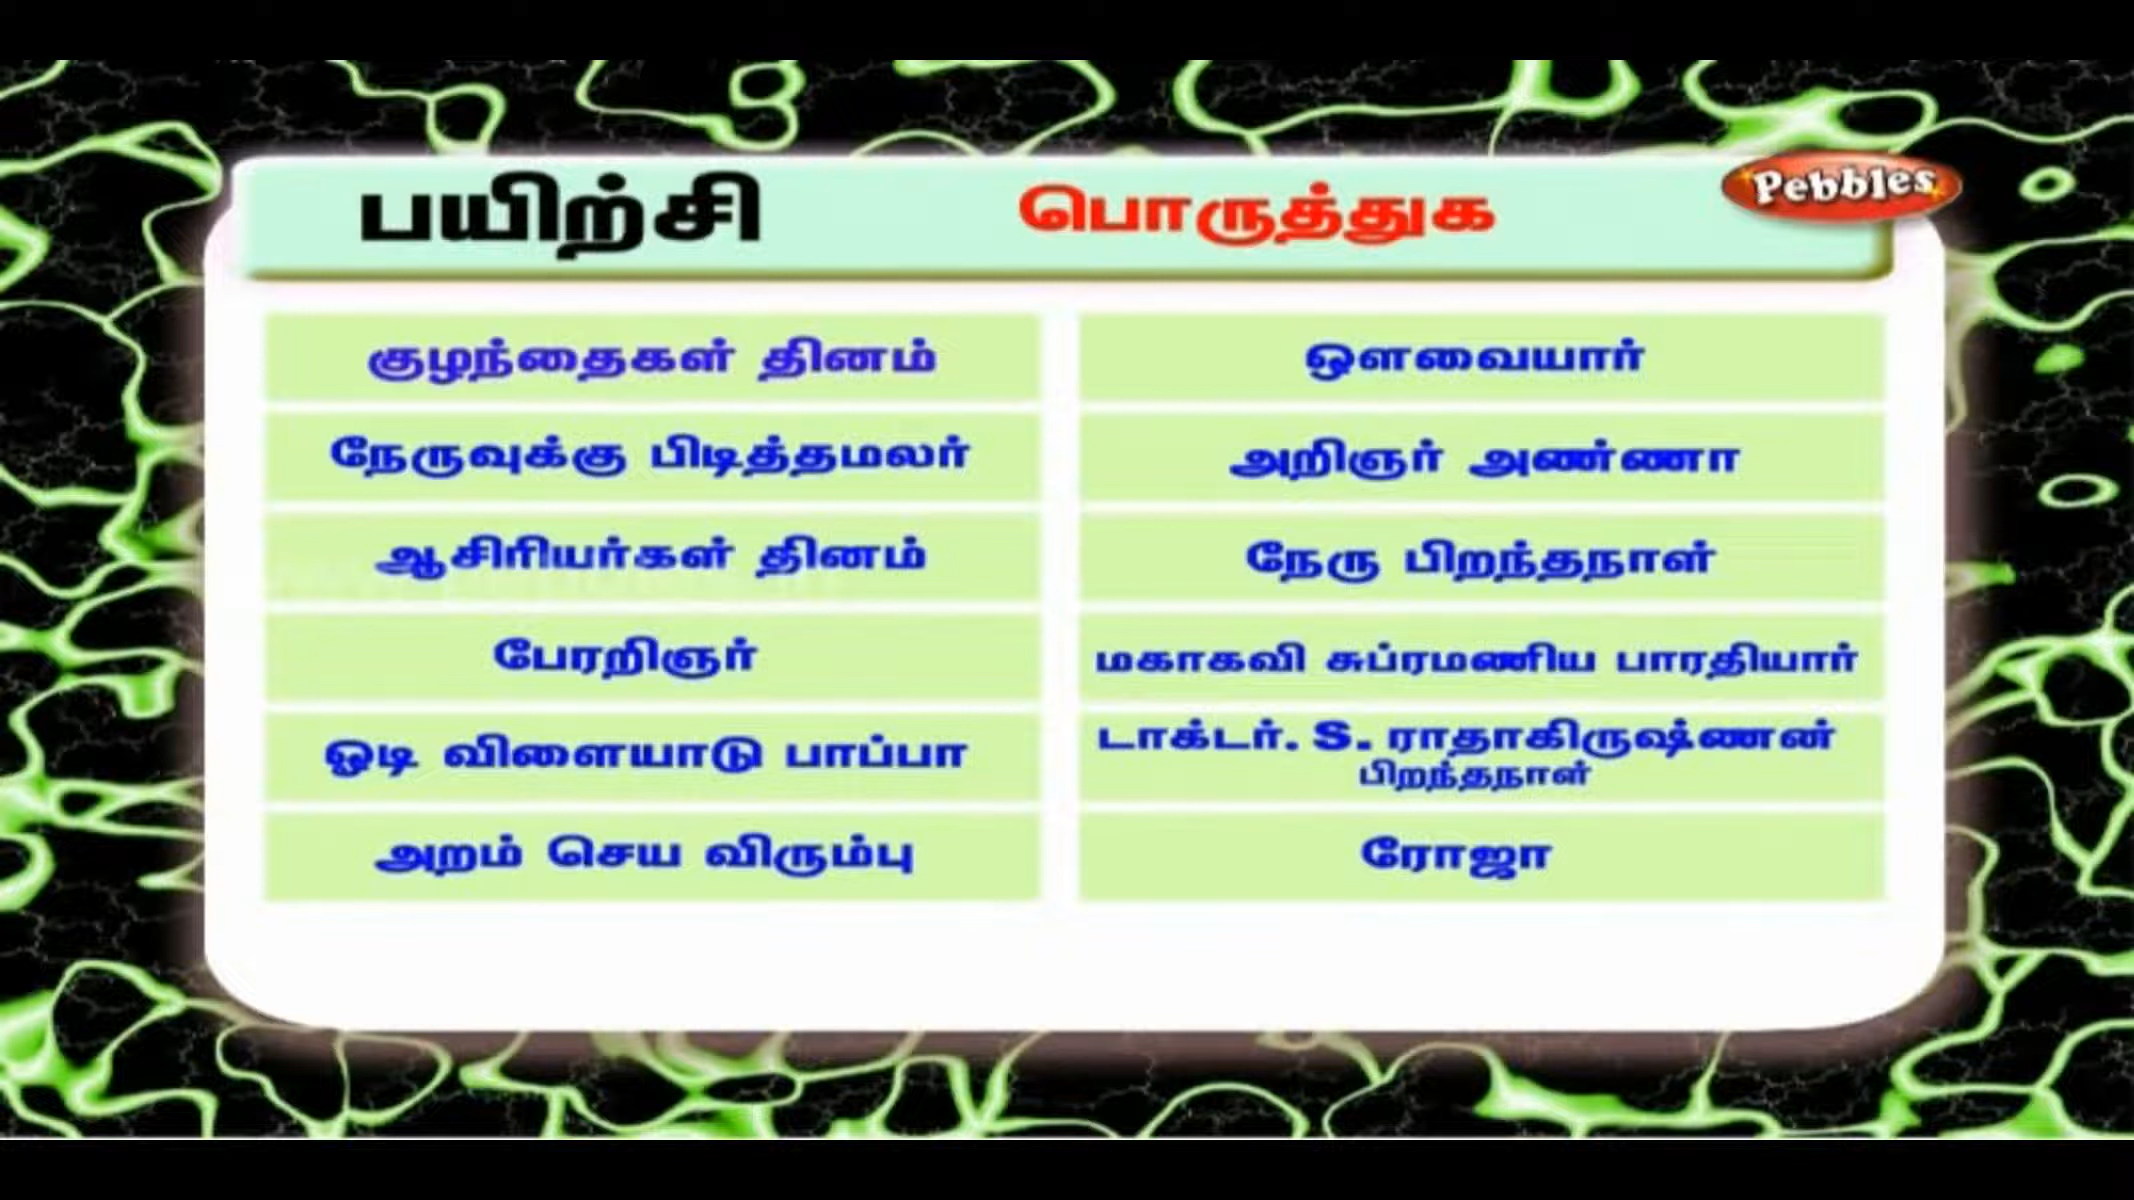 பயிற்சி பொருத்துக
Pebbles
குழந்தைகள் தினம் ஔவையார்
நேருவுக்கு பிடித்தமலர் அறிஞர் அண்ணா
ஆசிரியர்கள் தினம் நேரு பிறந்தநாள்
பேரறிஞர் மகாகவி சுப்ரமணிய பாரதியார்
ஓடி விளையாடு பாப்பா டாக்டர். S. ராதாகிருஷ்ணன்
பிறந்தநாள்
அறம் செய விரும்பு ரோஜா